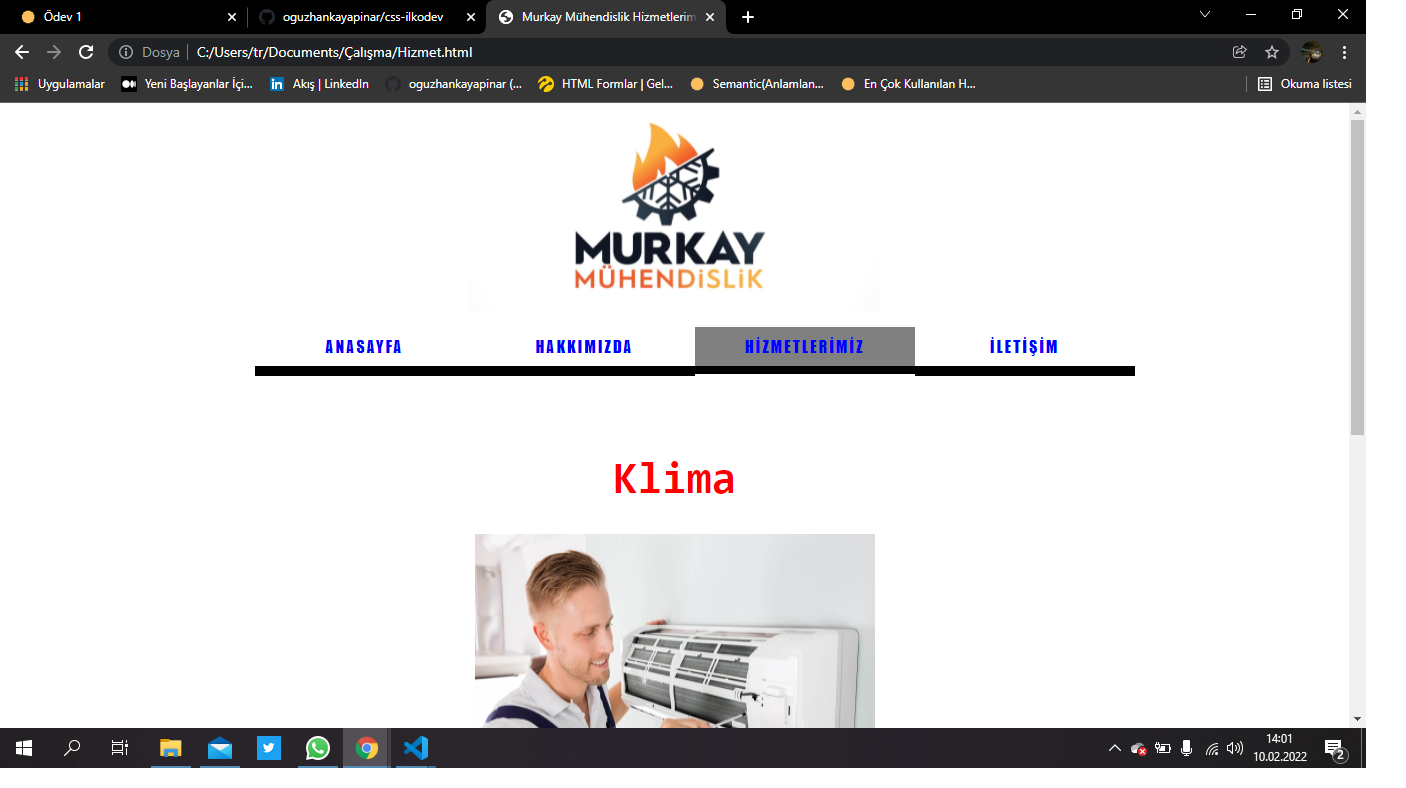 Ödev 1
oguzhankayapinar/css-ilkodev
Murkay Mühendislik Hizmetlerim
Dosya
C:/Users/tr/Documents/Çalışma/Hizmet.html
Uygulamalar
Yeni Başlayanlar İçi...
Akış | LinkedIn
oguzhankayapinar (...
HTML Formlar | Gel...
Semantic(Anlamlan...
En Çok Kullanılan H...
Okuma listesi
MURKAY
MÜHENDİSLİK
ANASAYFA
HAKKIMIZDA
HİZMETLERİMİZ
İLETİŞİM
Klima
14:01
10.02.2022
2